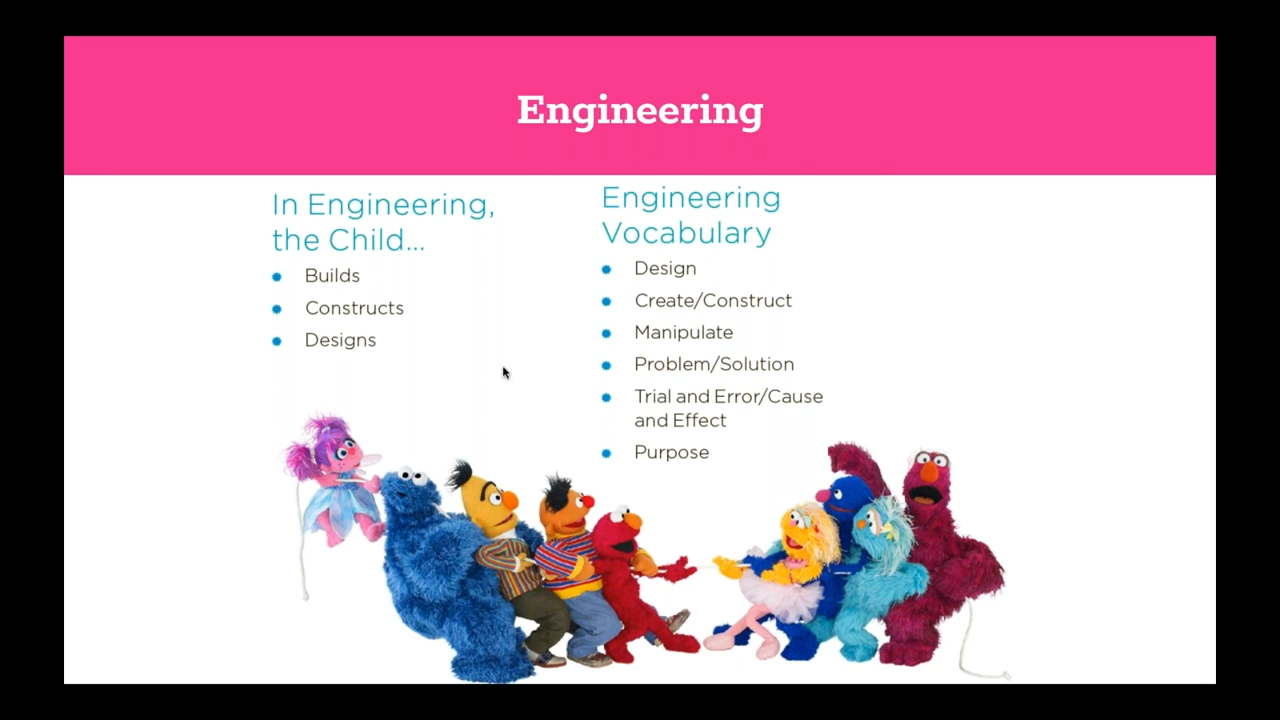 Engineering
In Engineering,
the Child...
Builds
Constructs
Designs
Engineering
Vocabulary
Design
Create/Construct
Manipulate
Problem/Solution
Trial and Error/Cause
and Effect
Purpose